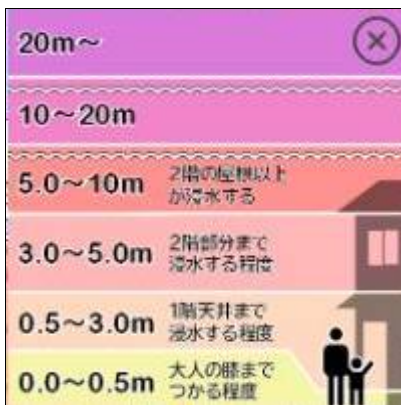 20m～
10～20m
5.0～10m
2階の屋根以上
が浸水する
3.0～5.0m
2階部分まで
浸水する程度
0.5～3.0m
1階天井まで
浸水する程度
0.0～0.5m
大人の膝まで
つかる程度